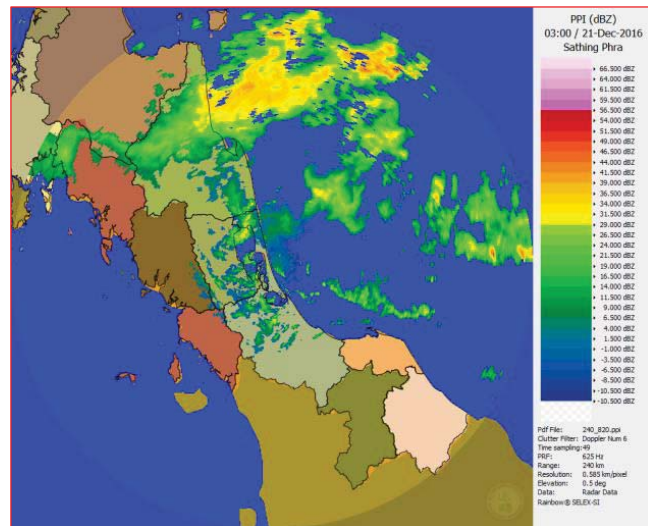 PPI (dBZ)
03:00 / 21-Dec-2016
Sathing Phra
66.500 dBZ
64.000 dBZ
61.500 dBZ
59.500 dBZ
56.500 dBZ
54.000 dBZ
51.500 dBZ
49.000 dBZ
46.500 dBZ
44.000 dBZ
41.500 dBZ
39.000 dBZ
36.500 dBZ
34.000 dBZ
31.500 dBZ
29.000 dBZ
26.500 dBZ
24.000 dBZ
21.500 dBZ
19.000 dBZ
16.500 dBZ
14.000 dBZ
11.500 dBZ
9.000 dBZ
6.500 dBZ
4.000 dBZ
1.500 dBZ
-1.000 dBZ
-3.500 dBZ
-6.500 dBZ
-8.500 dBZ
-10.500 dBZ
Pdf File: 240_820.ppi
Clutter Filter: Doppler Num 6
Time sampling:49
PRF: 625 Hz
Range: 240 km
Resolution: 0.585 km/pixel
Elevation: 0.5 deg
Data: Radar Data
Rainbow® SELEX-SI